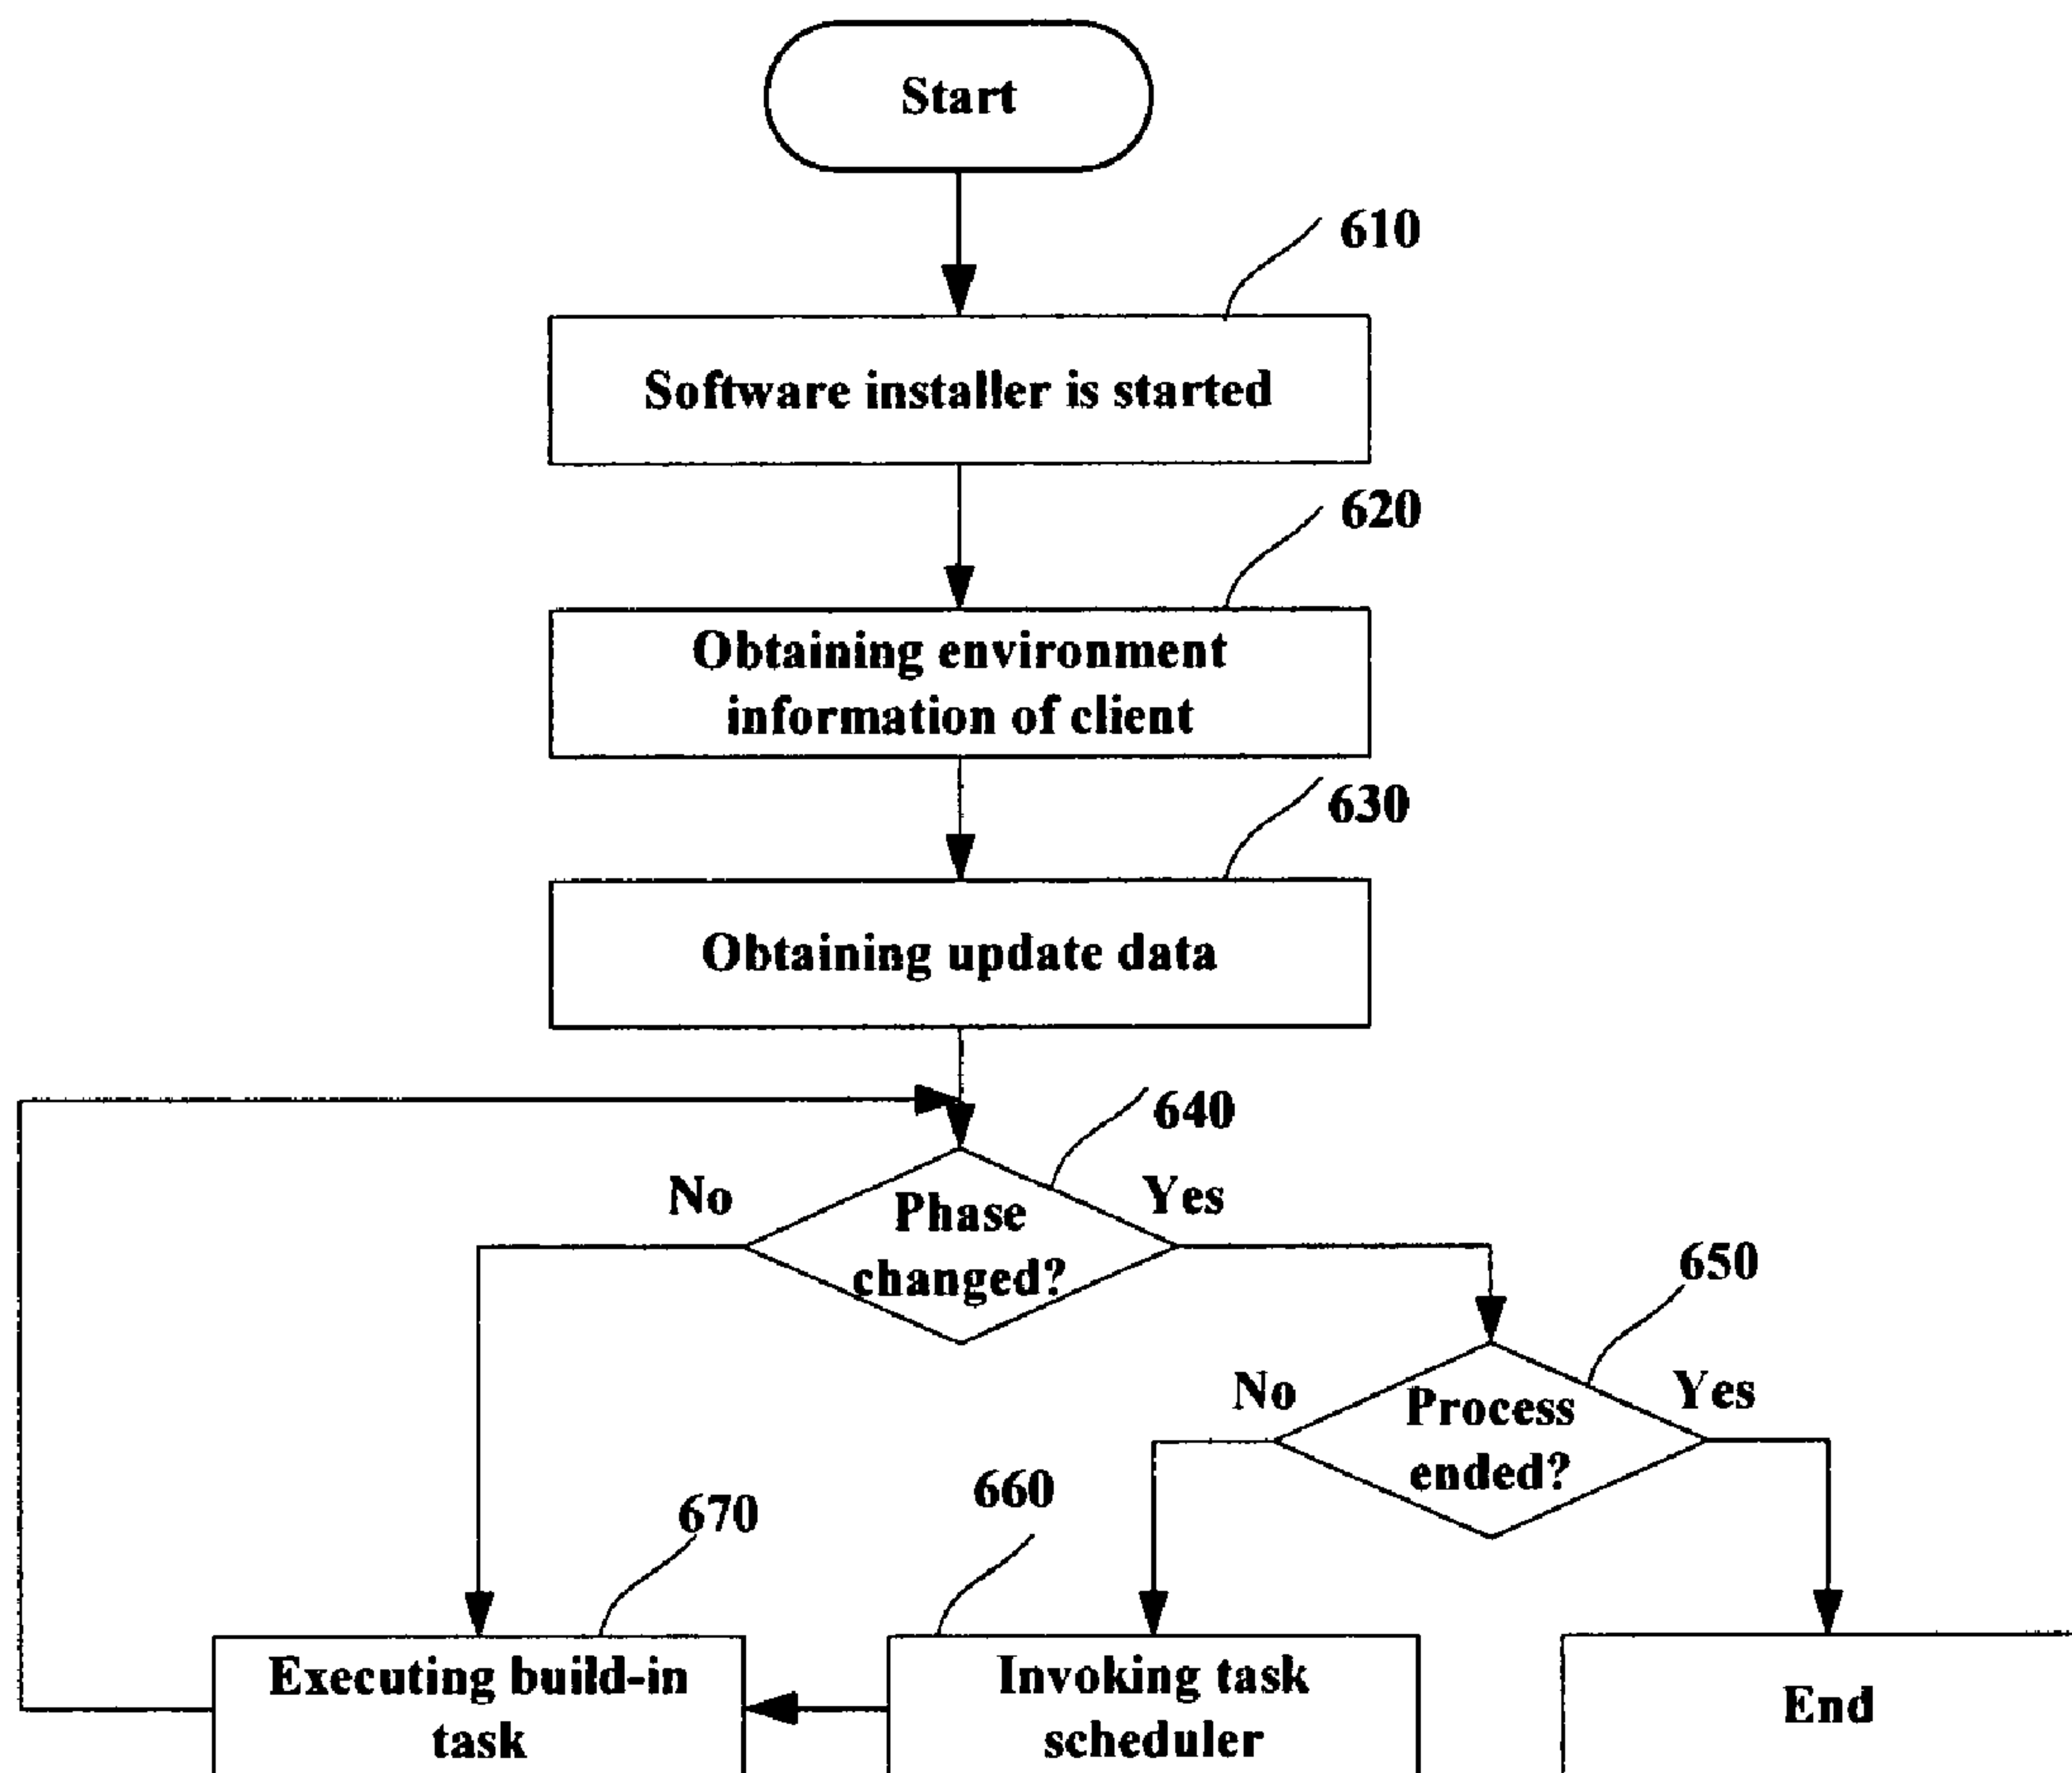 Start
610
Software installer is started
620
Obtaining environment
information of client
630
Obtaining update data
640
No
Yes
Phase
changed?
650
No
Yes
Process
ended?
660
670
Executing build-in
task
Invoking task
scheduler
End